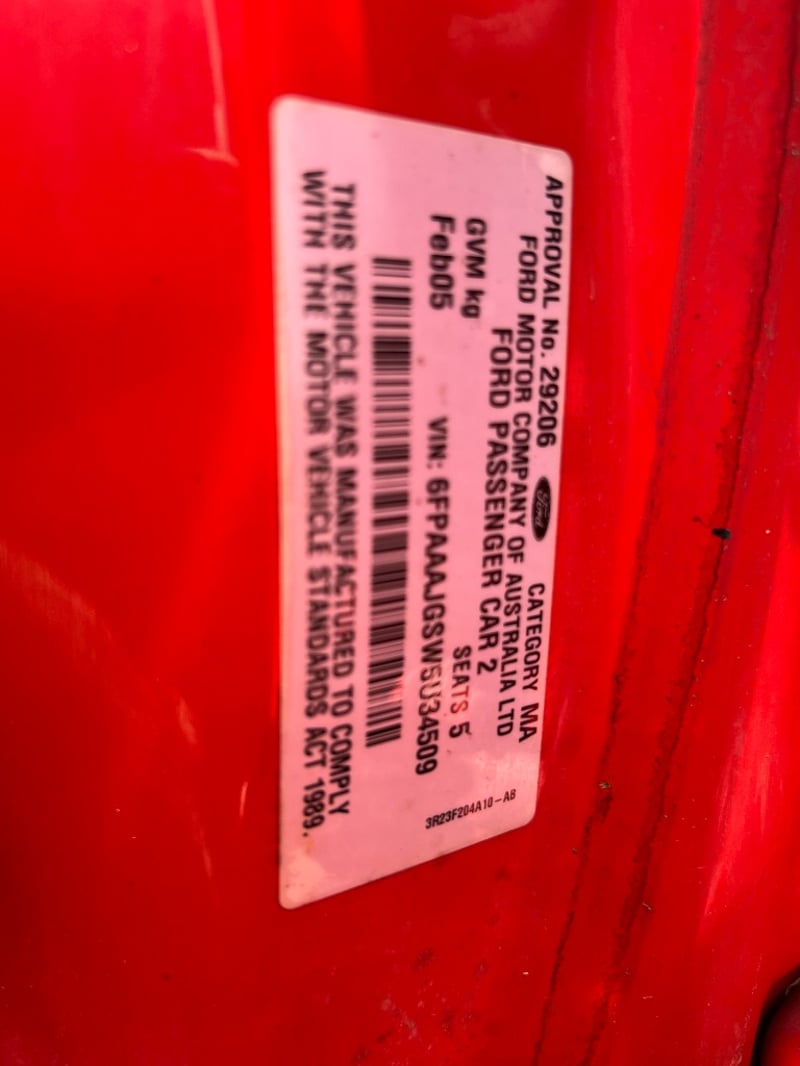 APPROVAL No. 29206 Ford CATEGORY MA
FORD MOTOR COMPANY OF AUSTRALIA LTD
FORD PASSENGER CAR 2
GVM kg SEATS 5
Feb05 VIN: 6FPAAAJGSW5U34509
3R23F204A10-AB
THIS VEHICLE WAS MANUFACTURED TO COMPLY
WITH THE MOTOR VEHICLE STANDARDS ACT 1989.